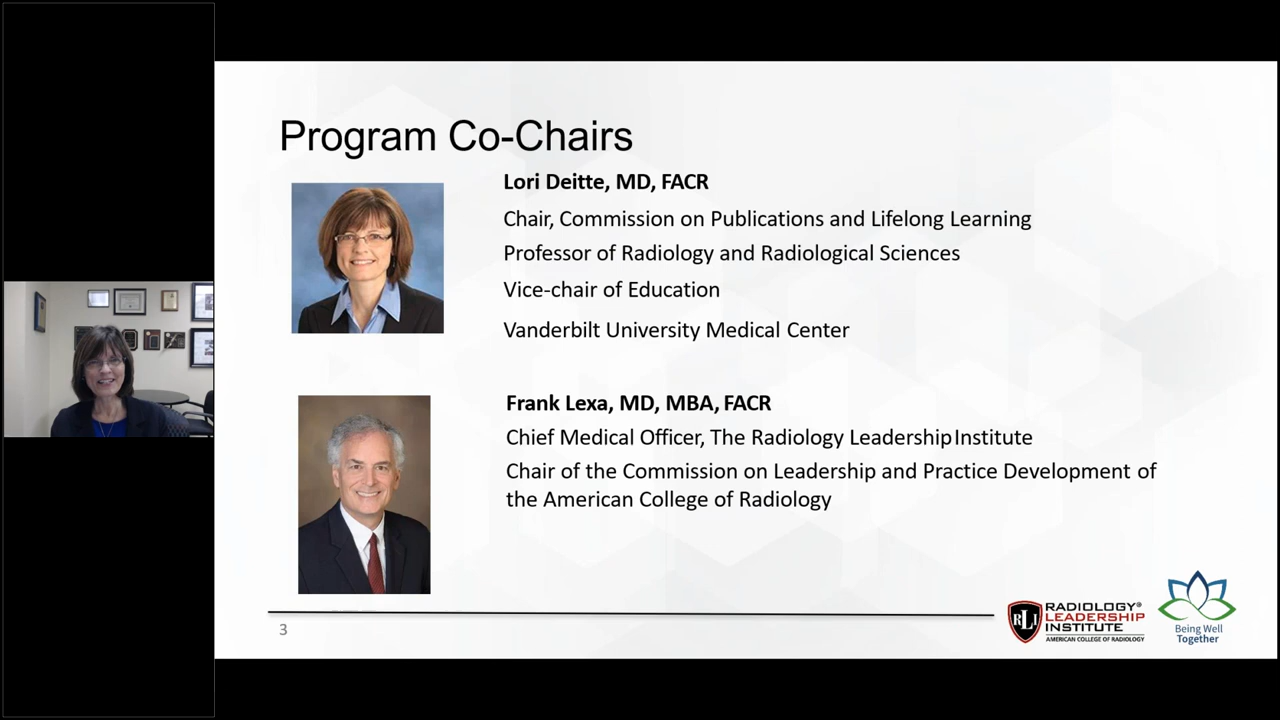 Program Co-Chairs
Lori Deitte, MD, FACR
Chair, Commission on Publications and Lifelong Learning
Professor of Radiology and Radiological Sciences
Vice-chair of Education
Vanderbilt University Medical Center
Frank Lexa, MD, MBA, FACR
Chief Medical Officer, The Radiology Leadership Institute
Chair of the Commission on Leadership and Practice Development of
the American College of Radiology
3
RLI
RADIOLOGY®
LEADERSHIP
INSTITUTE
AMERICAN COLLEGE OF RADIOLOGY
Being Well
Together